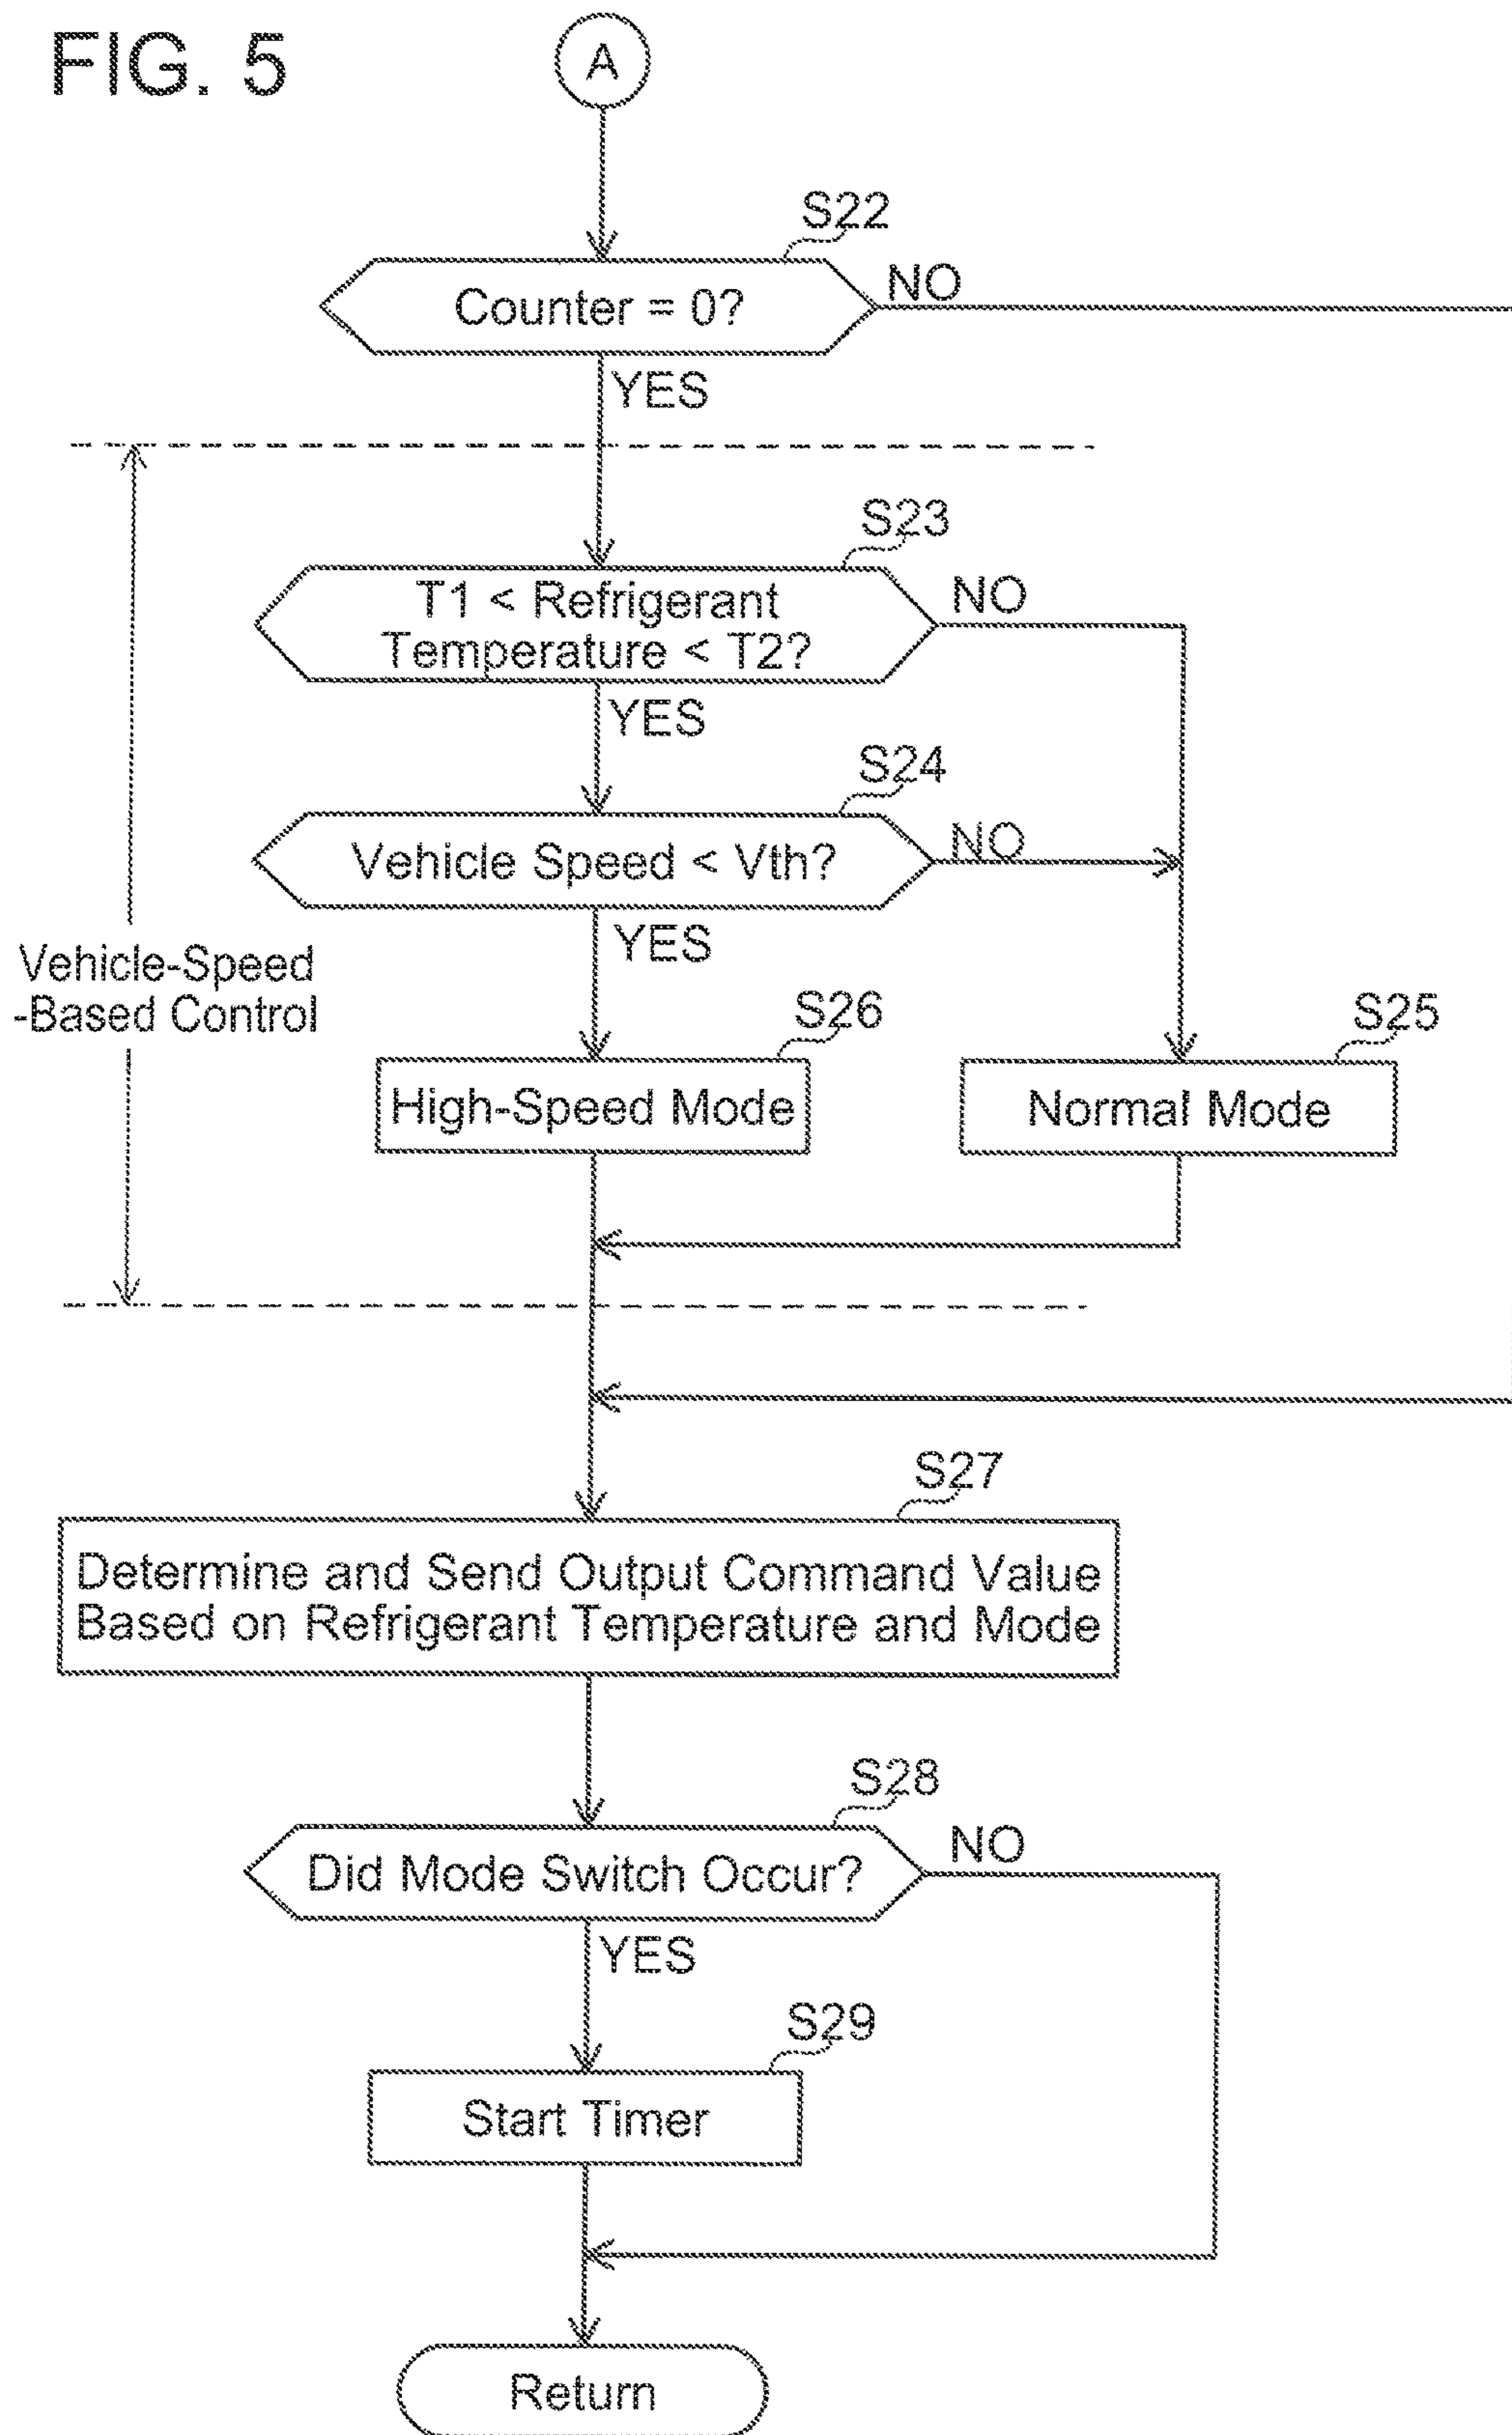 FIG. 5
A
S22
Counter = 0?
NO
YES
S23
T1 < Refrigerant
Temperature < T2?
NO
YES
S24
Vehicle Speed < Vth?
NO
YES
Vehicle-Speed
-Based Control
S26
High-Speed Mode
S25
Normal Mode
S27
Determine and Send Output Command Value
Based on Refrigerant Temperature and Mode
S28
Did Mode Switch Occur?
NO
YES
S29
Start Timer
Return